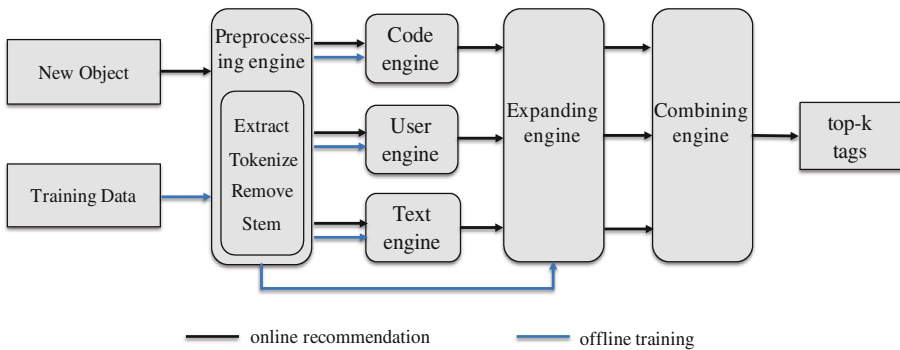 New Object
Training Data
Preprocess-
ing engine
Extract
Tokenize
Remove
Stem
Code
engine
User
engine
Text
engine
Expanding
engine
Combining
engine
top-k
tags
online recommendation
offline training